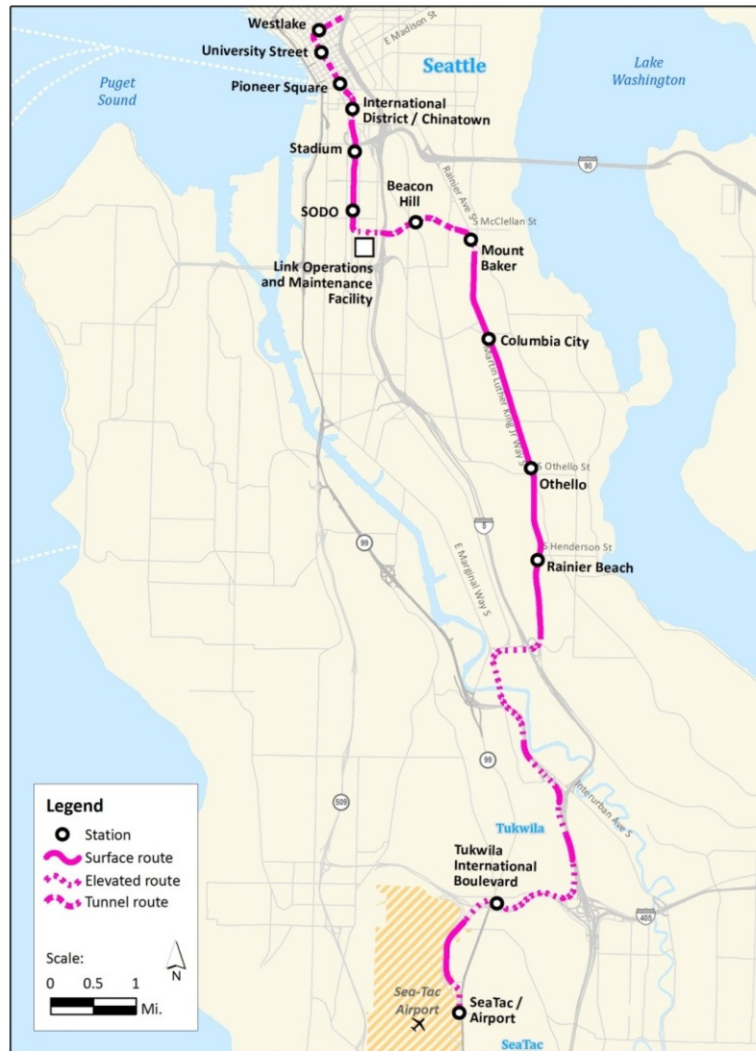 Westlake
E Madison St
University Street
Seattle
Lake
Washington
Puget
Sound
Pioneer Square
International
District / Chinatown
Stadium
90
Rainier Ave S
Beacon
Hill
SODO
S McClellan St
Mount
Baker
Link Operations
and Maintenance
Facility
Columbia City
Martin Luther King Jr Way S
S Othello St
Othello
5
99
S Henderson St
Rainier Beach
E Marginal Way S
99
Interurban Ave S
509
Tukwila
Tukwila
International
Boulevard
405
Sea-Tac
Airport
SeaTac /
Airport
SeaTac
Legend
Station
Surface route
Elevated route
Tunnel route
Scale:
N
0 0.5 1
Mi.